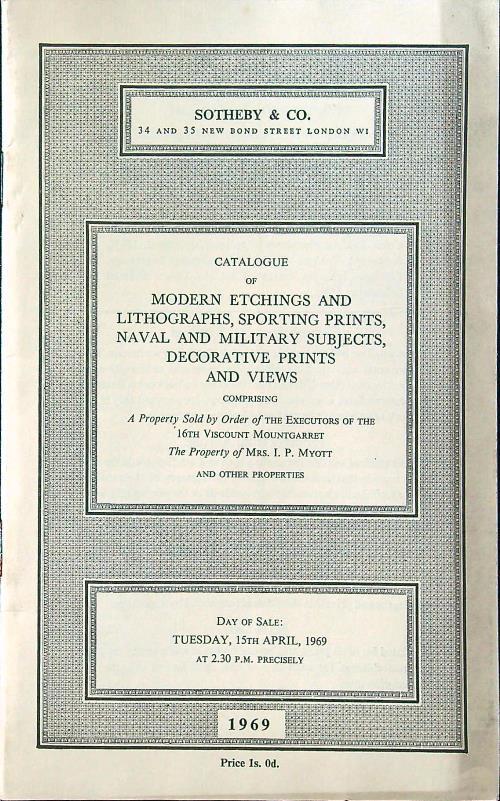 SOTHEBY & CO.
34 AND 35 NEW BOND STREET LONDON W1
CATALOGUE
OF
MODERN ETCHINGS AND
LITHOGRAPHS, SPORTING PRINTS,
NAVAL AND MILITARY SUBJECTS,
DECORATIVE PRINTS
AND VIEWS
COMPRISING
A Property Sold by Order of THE EXECUTORS OF THE
16TH VISCOUNT MOUNTGARRET
The Property of MRS. I. P. MYOTT
AND OTHER PROPERTIES
DAY OF SALE:
TUESDAY, 15TH APRIL, 1969
AT 2.30 P.M. PRECISELY
1969
Price 1s. 0d.